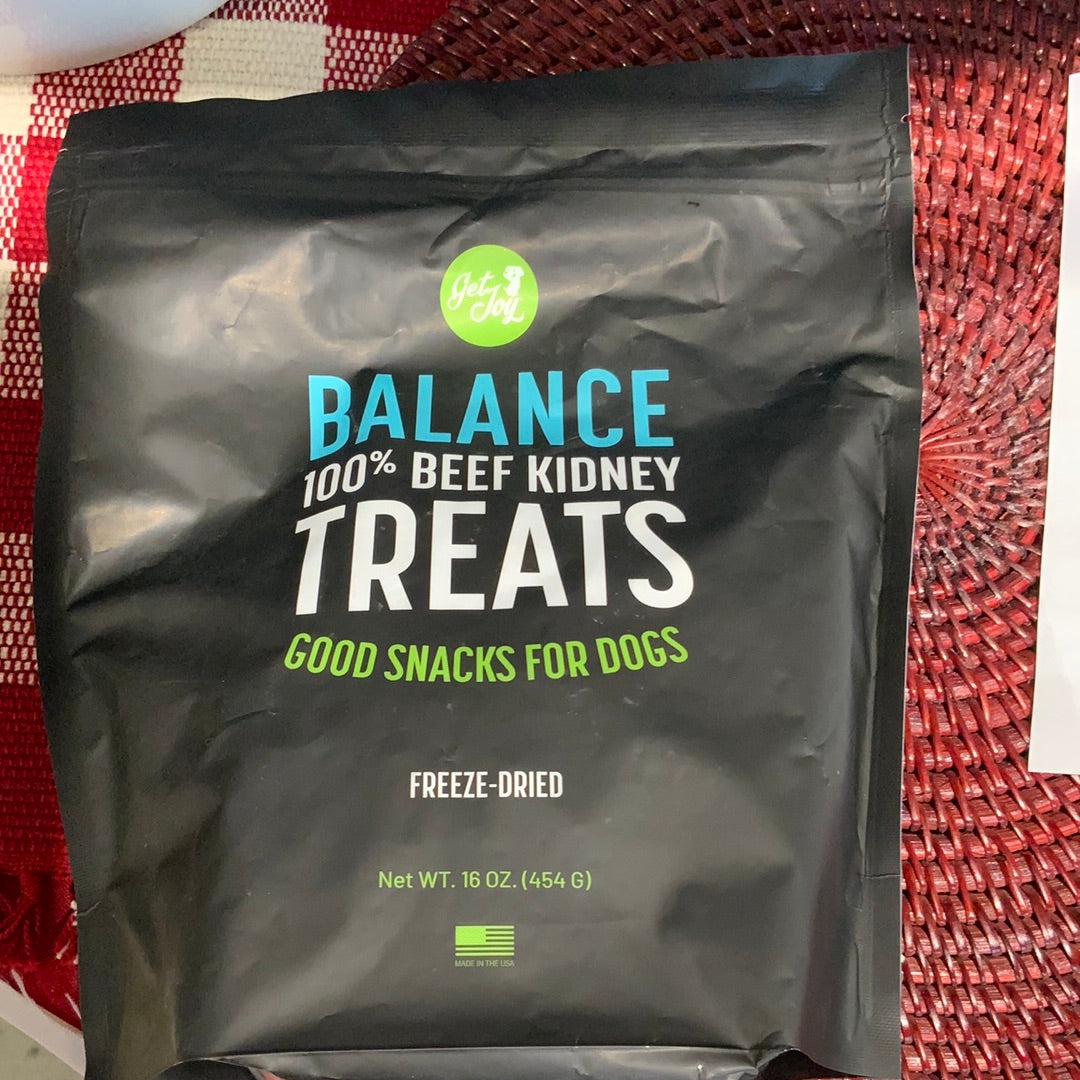 Get
Joy
BALANCE
100% BEEF KIDNEY
TREATS
GOOD SNACKS FOR DOGS
FREEZE-DRIED
Net WT. 16 OZ. (454 G)
MADE IN THE USA